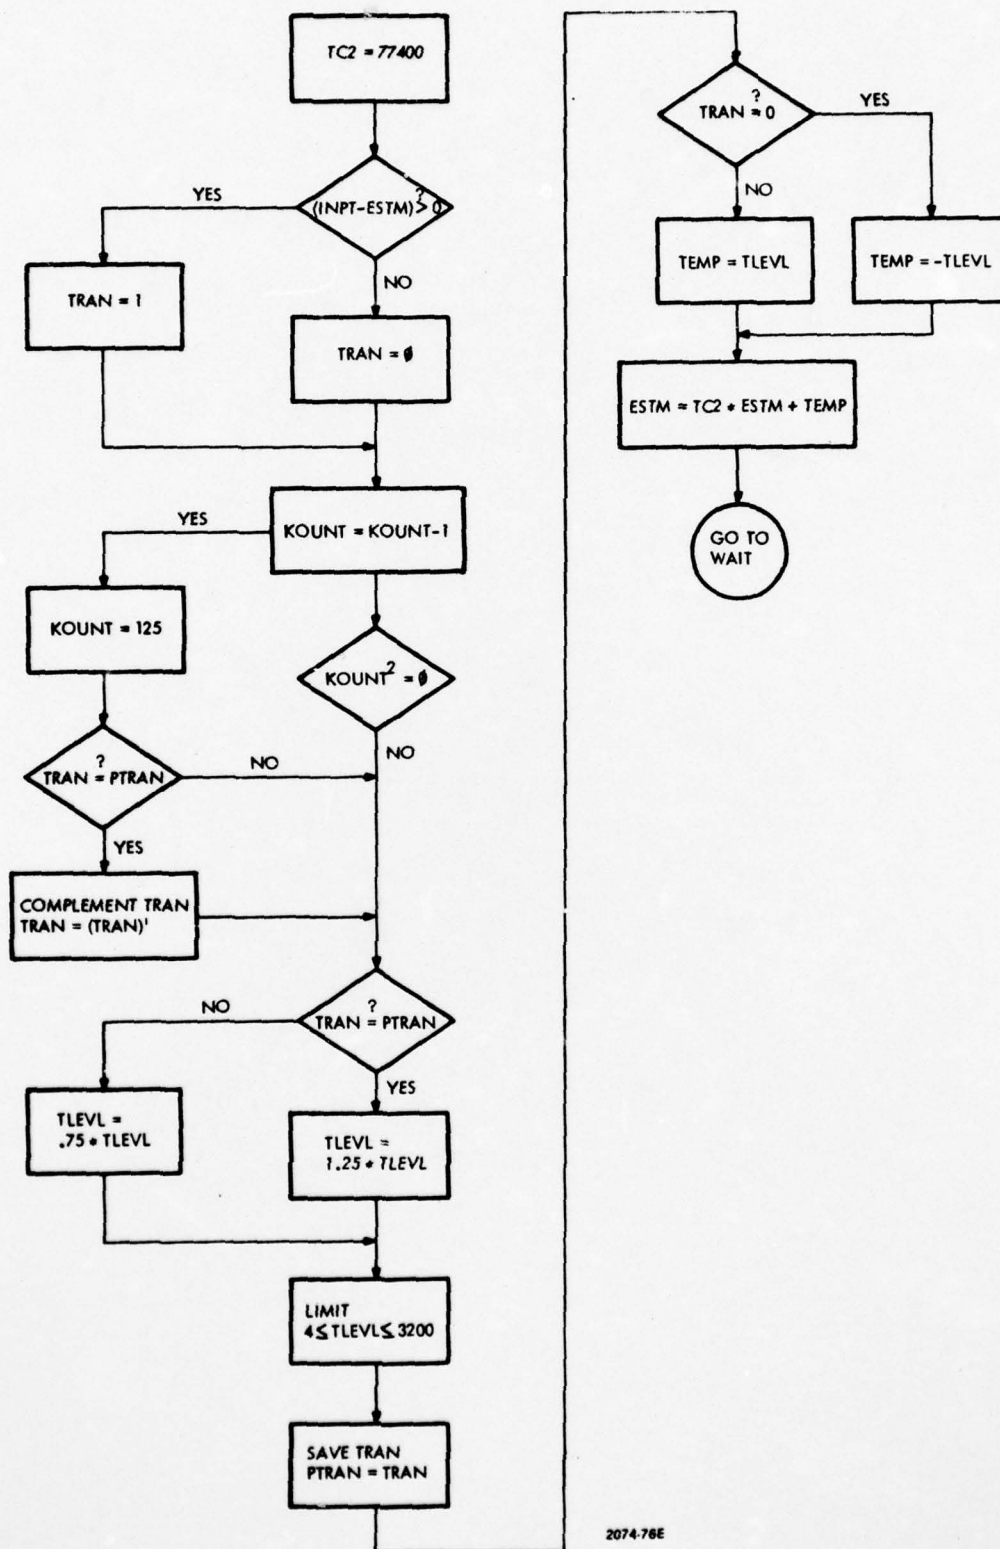 TC2 = 77400
?
(INPT-ESTM) > 0
YES
NO
TRAN = 1
TRAN = ∅
KOUNT = KOUNT-1
YES
KOUNT = 125
KOUNT² = ∅
NO
?
TRAN = PTRAN
NO
YES
COMPLEMENT TRAN
TRAN = (TRAN)'
?
TRAN = PTRAN
NO
YES
TLEVL =
.75 * TLEVL
TLEVL =
1.25 * TLEVL
LIMIT
4 ≤ TLEVL ≤ 3200
SAVE TRAN
PTRAN = TRAN
?
TRAN = 0
YES
NO
TEMP = TLEVL
TEMP = -TLEVL
ESTM = TC2 * ESTM + TEMP
GO TO
WAIT
2074-76E